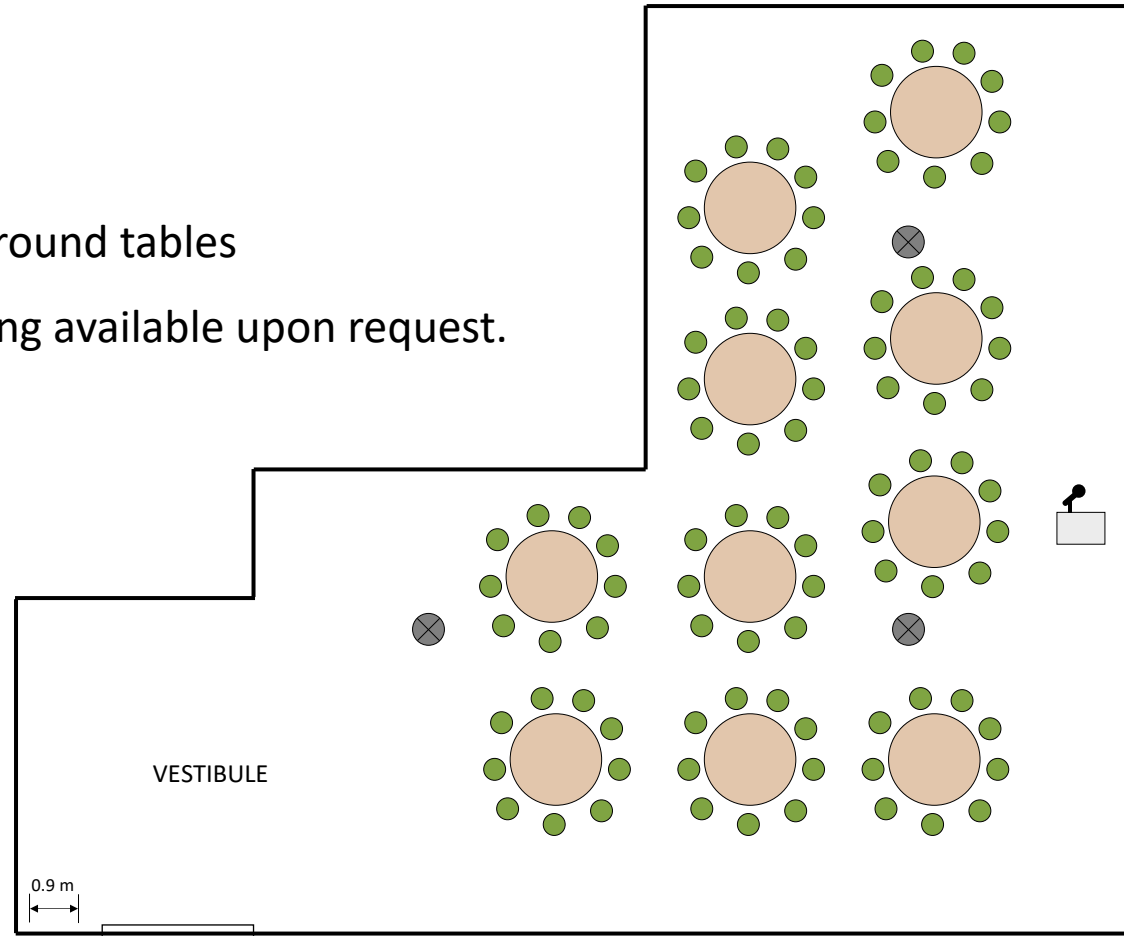 round tables
ng available upon request.
VESTIBULE
0.9 m